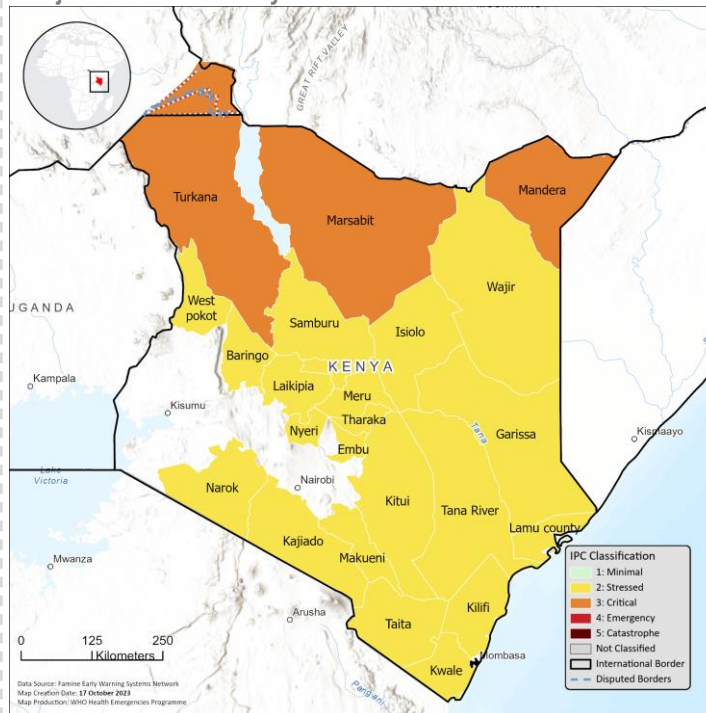 GREAT RIFT VALLEY
Turkana
Marsabit
Mandera
Wajir
West
pokot
UGANDA
Samburu
Isiolo
Baringo
KENYA
Laikipia
Kampala
Meru
Kisumu
Tharaka
Nyeri
Tana
Garissa
Embu
Kismaayo
Lake
Victoria
Nairobi
Narok
Kitui
Tana River
Lamu county
Kajiado
Makueni
Mwanza
Arusha
Taita
Kilifi
Mombasa
Kwale
Pangani
IPC Classification
1: Minimal
2: Stressed
3: Critical
4: Emergency
5: Catastrophe
Not Classified
International Border
Disputed Borders
0 125 250
Kilometers
Data Source: Famine Early Warning Systems Network
Map Creation Date: 17 October 2023
Map Production: WHO Health Emergencies Programme